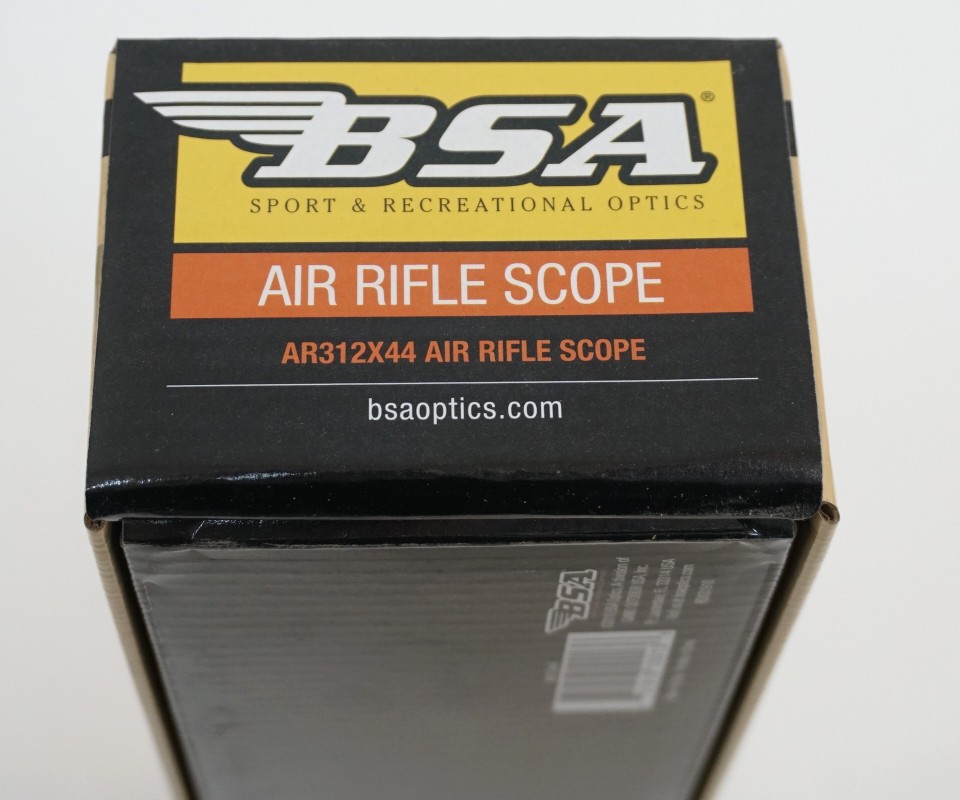 BSA®
SPORT & RECREATIONAL OPTICS
AIR RIFLE SCOPE
AR312X44 AIR RIFLE SCOPE
bsaoptics.com
BSA